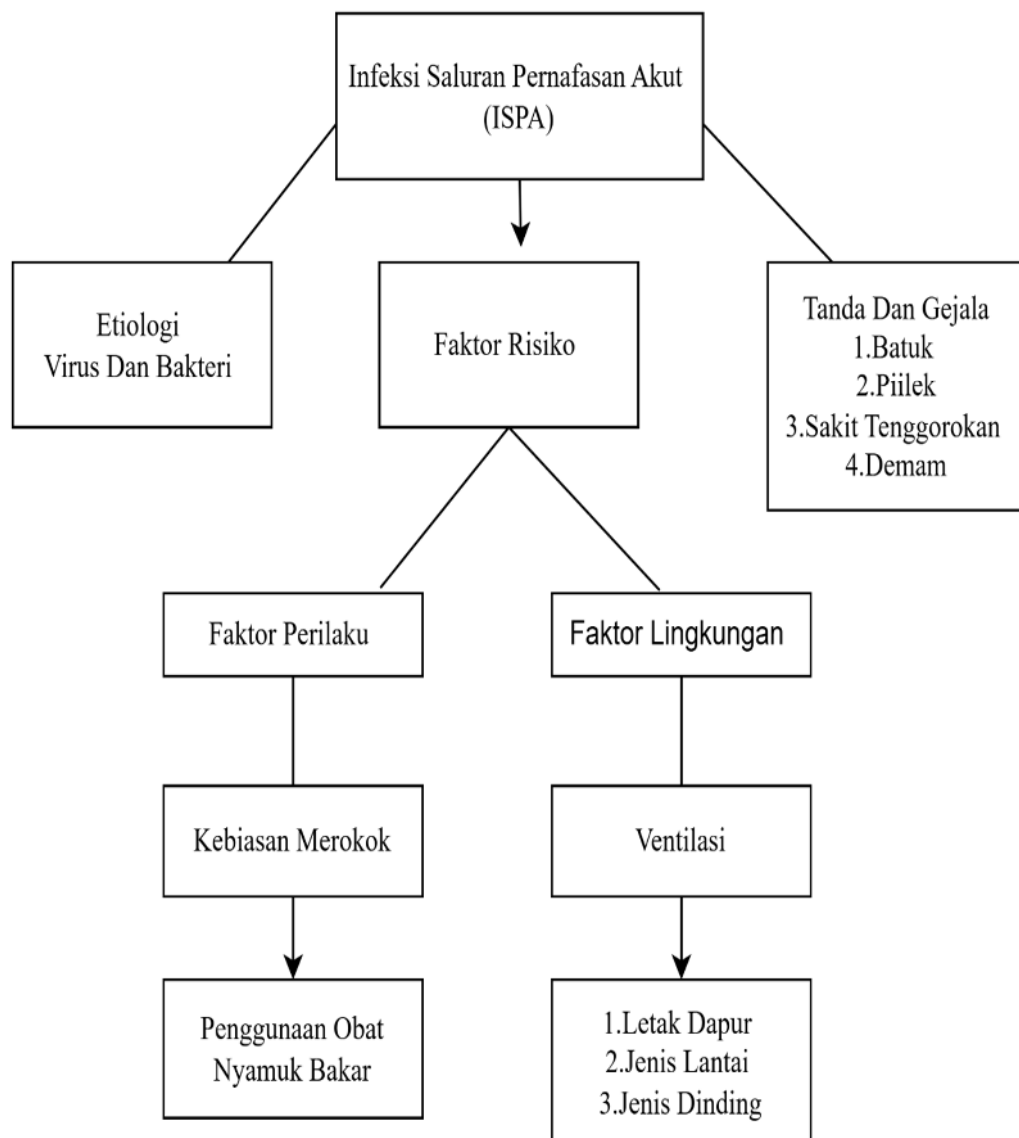 Infeksi Saluran Pernafasan Akut
(ISPA)
Etiologi
Virus Dan Bakteri
Faktor Risiko
Tanda Dan Gejala
1.Batuk
2.Piilek
3.Sakit Tenggorokan
4.Demam
Faktor Perilaku
Faktor Lingkungan
Kebiasan Merokok
Ventilasi
Penggunaan Obat
Nyamuk Bakar
1.Letak Dapur
2.Jenis Lantai
3.Jenis Dinding